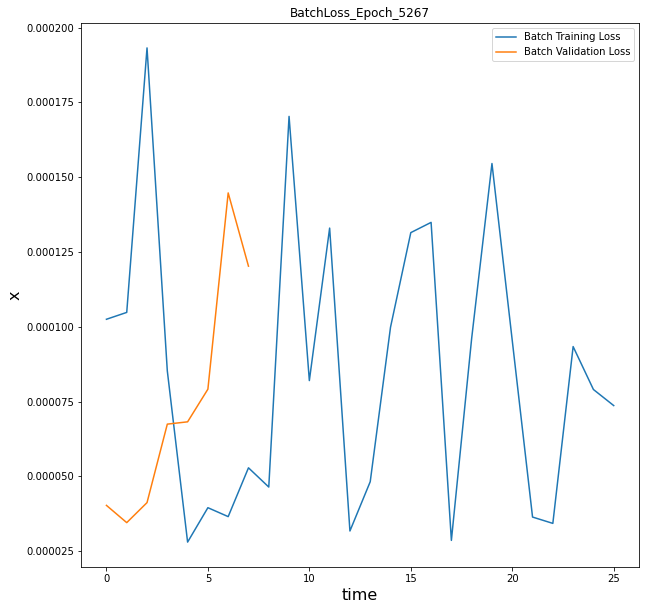 BatchLoss_Epoch_5267
Batch Training Loss
Batch Validation Loss
0.000200
0.000175
0.000150
0.000125
0.000100
0.000075
0.000050
0.000025
x
0 5 10 15 20 25
time